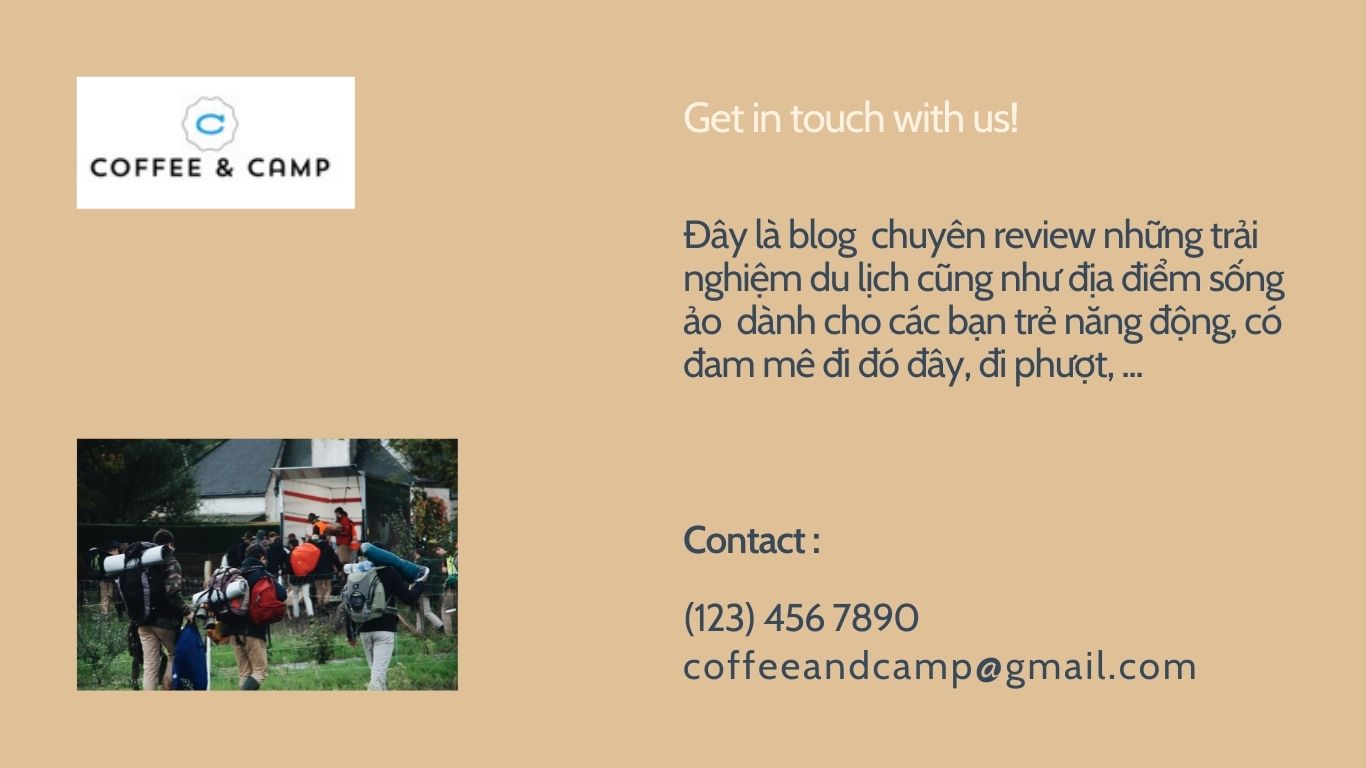 C
COFFEE & CAMP
Get in touch with us!
Đây là blog chuyên review những trải
nghiệm du lịch cũng như địa điểm sống
ảo dành cho các bạn trẻ năng động, có
đam mê đi đó đây, đi phượt, ...
Contact :
(123) 456 7890
coffeeandcamp@gmail.com